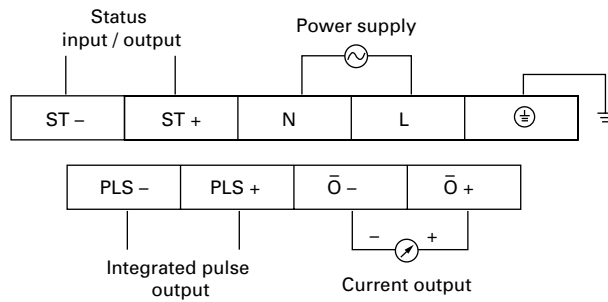 Status
input / output
Power supply
ST – ST + N L
PLS – PLS + Ō – Ō +
– +
Integrated pulse
output
Current output